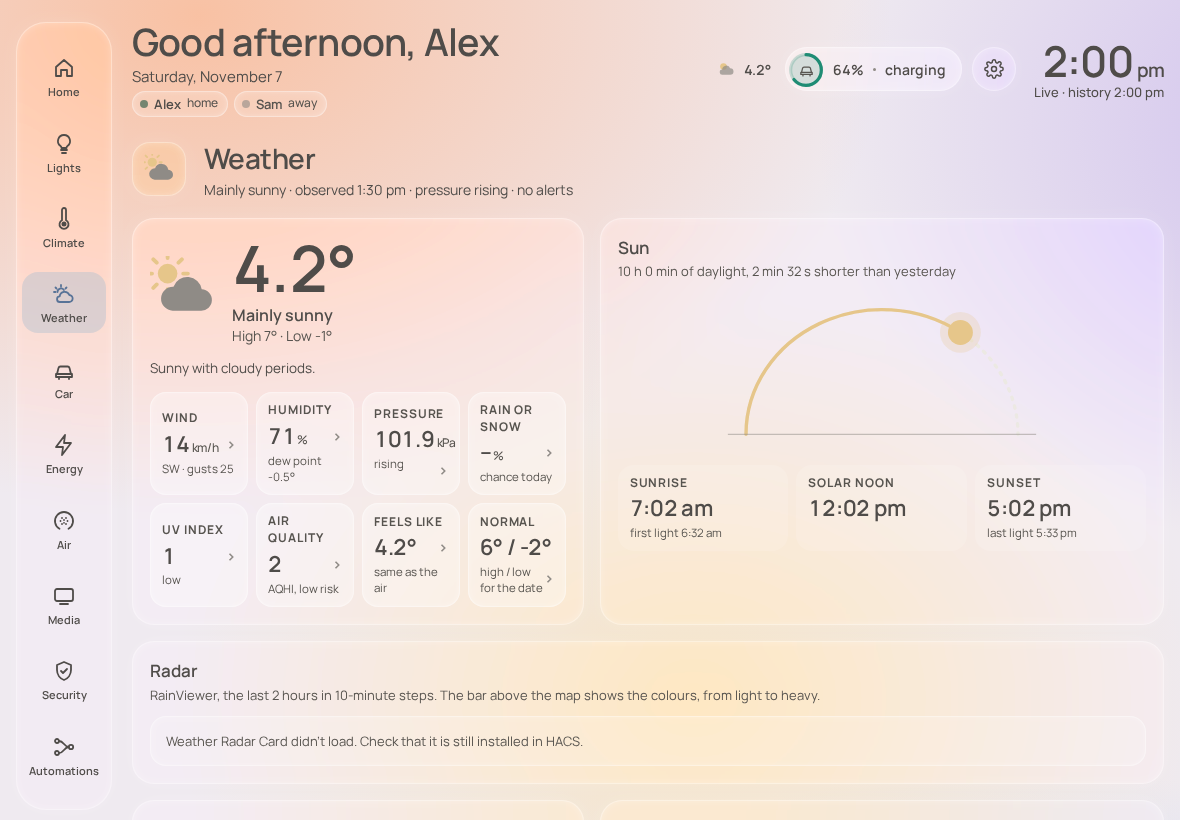 Good afternoon, Alex
Saturday, November 7
Alex home
Sam away
4.2°
64% • charging
2:00 pm
Live · history 2:00 pm
Home
Lights
Climate
Weather
Car
Energy
Air
Media
Security
Automations
Weather
Mainly sunny · observed 1:30 pm · pressure rising · no alerts
4.2°
Mainly sunny
High 7° · Low -1°
Sunny with cloudy periods.
WIND
14 km/h
SW · gusts 25
HUMIDITY
71 %
dew point
-0.5°
PRESSURE
101.9 kPa
rising
RAIN OR
SNOW
–%
chance today
UV INDEX
1
low
AIR
QUALITY
2
AQHI, low risk
FEELS LIKE
4.2°
same as the
air
NORMAL
6° / -2°
high / low
for the date
Sun
10 h 0 min of daylight, 2 min 32 s shorter than yesterday
SUNRISE
7:02 am
first light 6:32 am
SOLAR NOON
12:02 pm
SUNSET
5:02 pm
last light 5:33 pm
Radar
RainViewer, the last 2 hours in 10-minute steps. The bar above the map shows the colours, from light to heavy.
Weather Radar Card didn't load. Check that it is still installed in HACS.